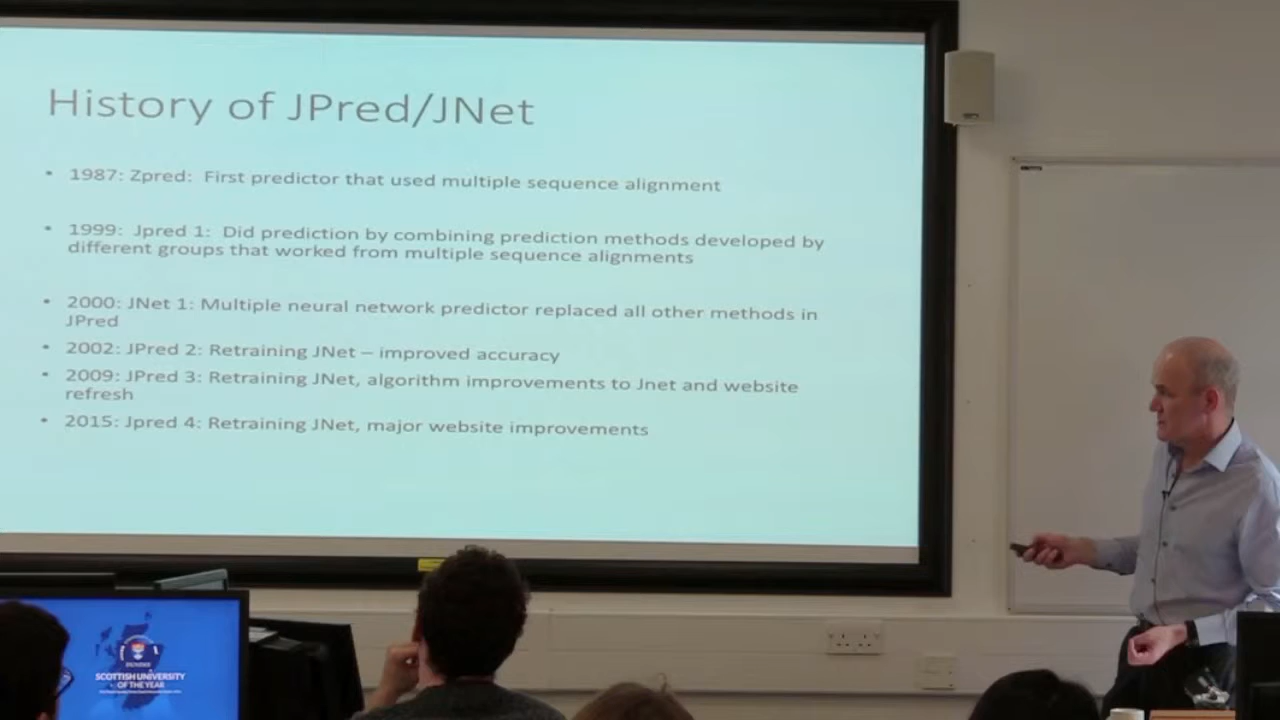 History of JPred/JNet
• 1987: Zpred: First predictor that used multiple sequence alignment
• 1999: Jpred 1: Did prediction by combining prediction methods developed by
different groups that worked from multiple sequence alignments
• 2000: JNet 1: Multiple neural network predictor replaced all other methods in
JPred
• 2002: JPred 2: Retraining JNet – improved accuracy
• 2009: JPred 3: Retraining JNet, algorithm improvements to Jnet and website
refresh
• 2015: Jpred 4: Retraining JNet, major website improvements
DUNDEE
SCOTTISH UNIVERSITY
OF THE YEAR